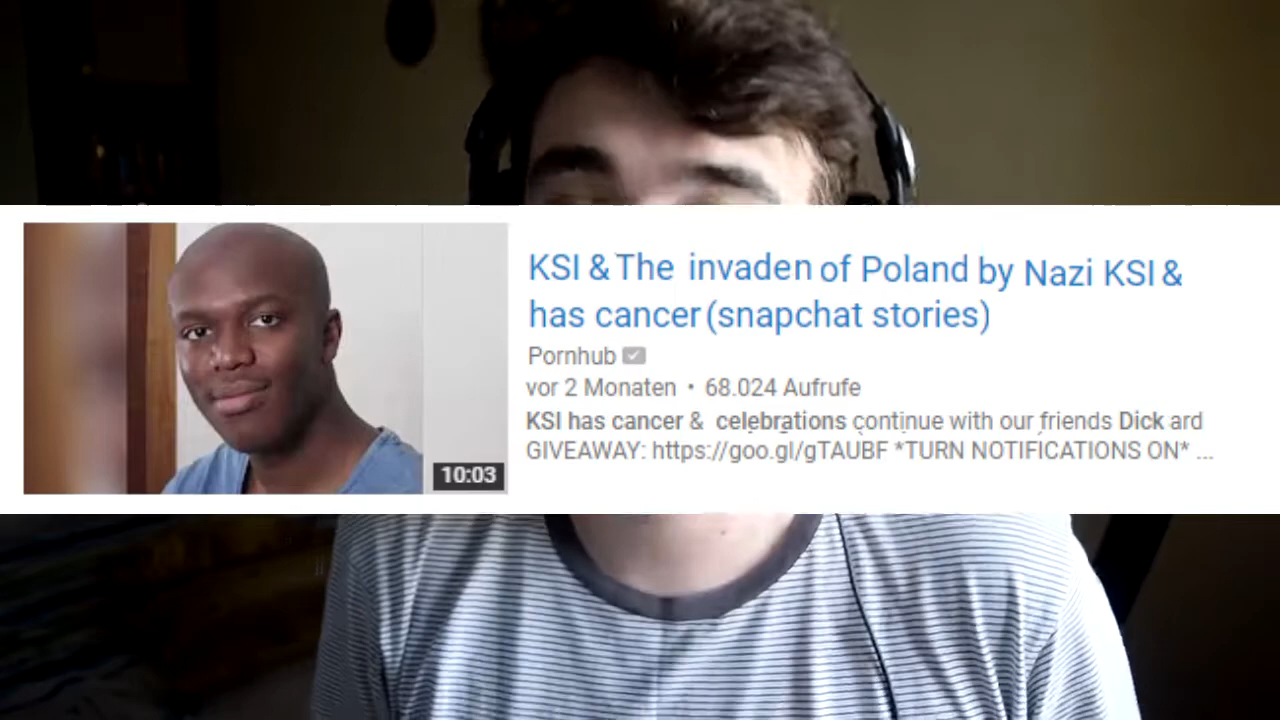 KSI & The invaden of Poland by Nazi KSI &
has cancer (snapchat stories)
Pornhub
vor 2 Monaten • 68.024 Aufrufe
KSI has cancer & celebrations continue with our friends Dick ard
GIVEAWAY: https://goo.gl/gTAUBF *TURN NOTIFICATIONS ON* ...
10:03